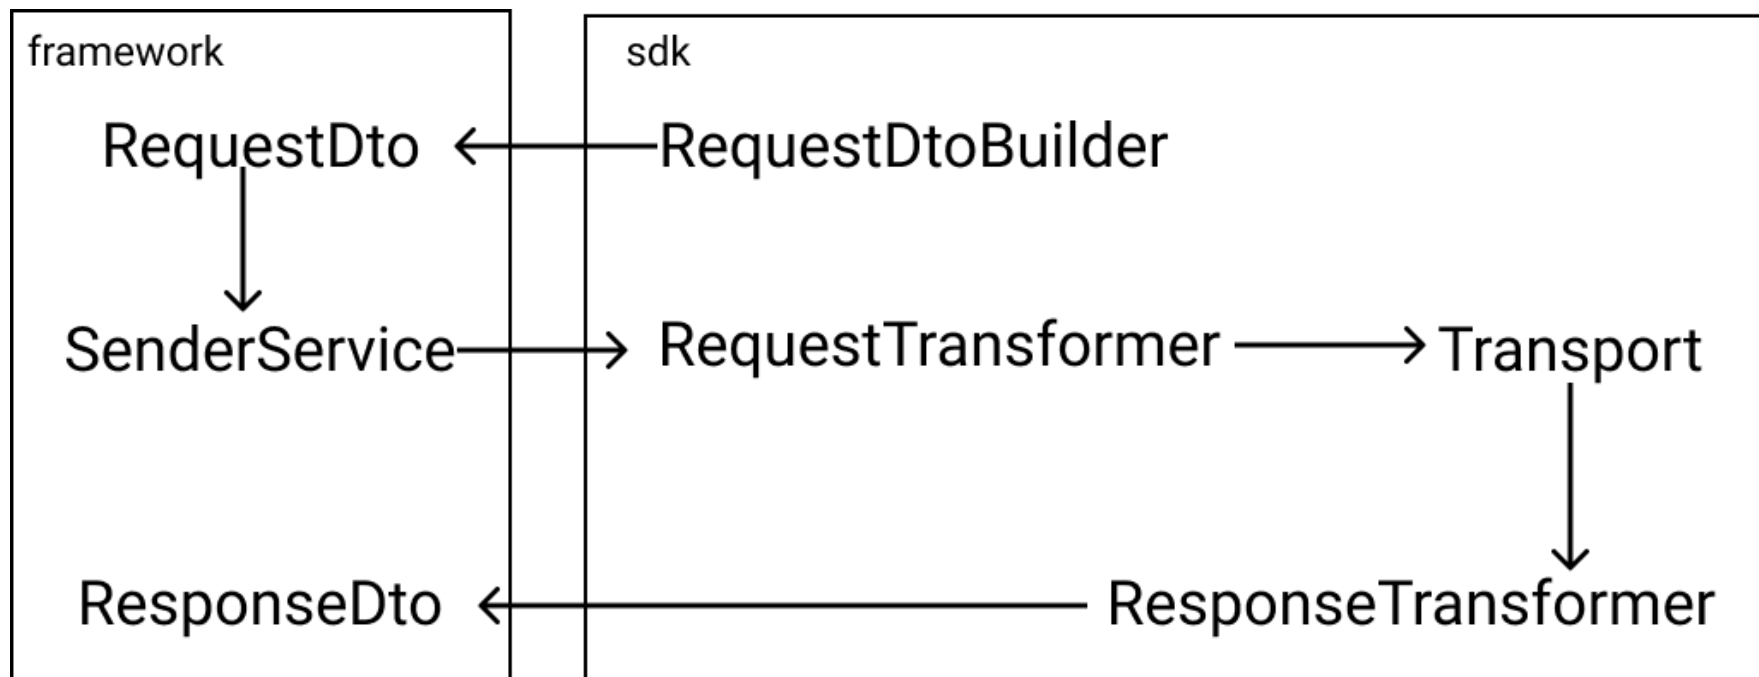 framework
sdk
RequestDto
RequestDtoBuilder
SenderService
RequestTransformer
Transport
ResponseDto
ResponseTransformer